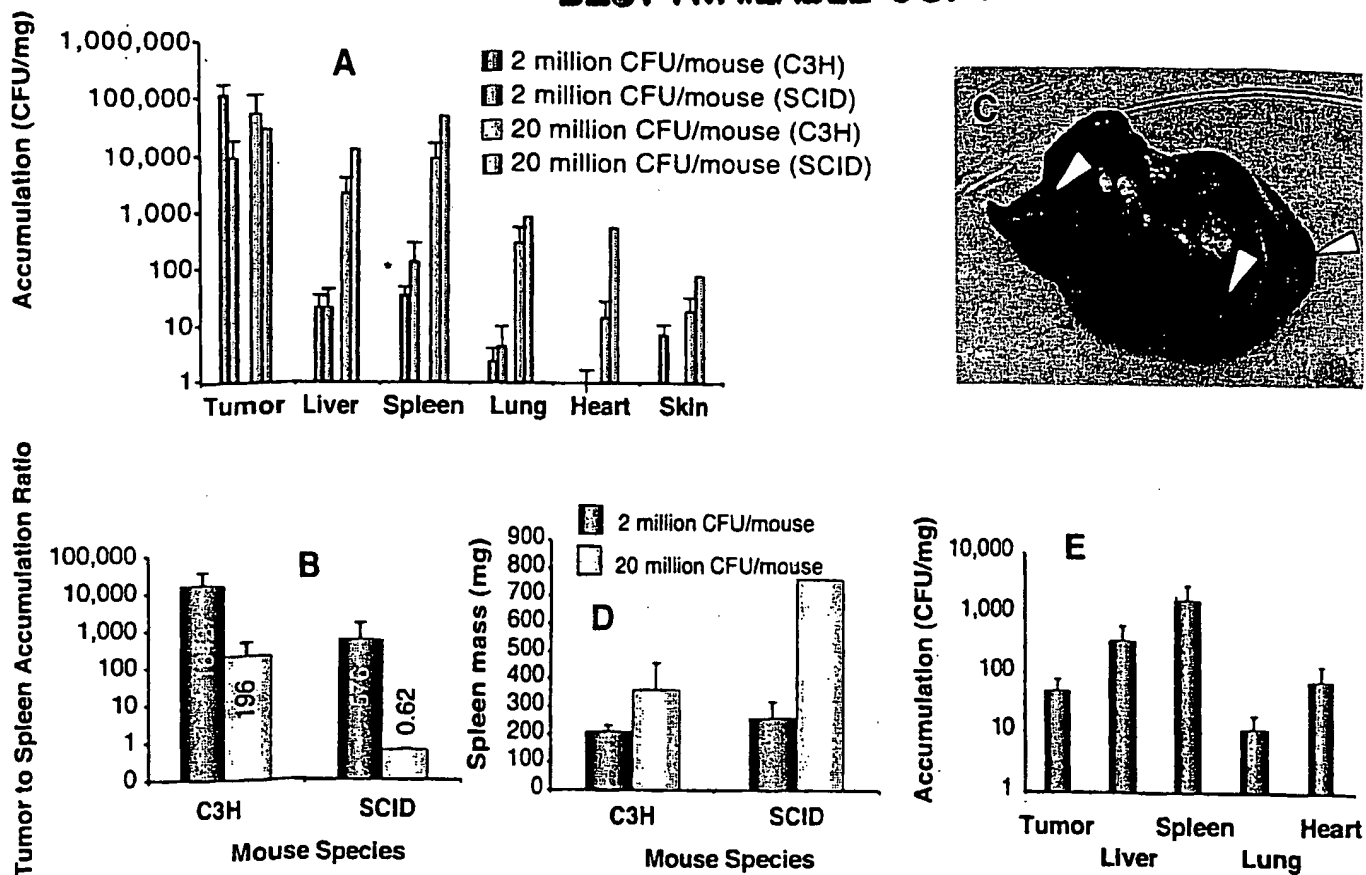 A
Accumulation (CFU/mg)
1,000,000
100,000
10,000
1,000
100
10
1
*
2 million CFU/mouse (C3H)
2 million CFU/mouse (SCID)
20 million CFU/mouse (C3H)
20 million CFU/mouse (SCID)
Tumor Liver Spleen Lung Heart Skin
C
B
Tumor to Spleen Accumulation Ratio
100,000
10,000
1,000
100
10
1
0
196
576
0.62
C3H SCID
Mouse Species
2 million CFU/mouse
20 million CFU/mouse
D
Spleen mass (mg)
900
800
700
600
500
400
300
200
100
0
C3H SCID
Mouse Species
E
Accumulation (CFU/mg)
10,000
1,000
100
10
1
Tumor Spleen Heart
Liver Lung